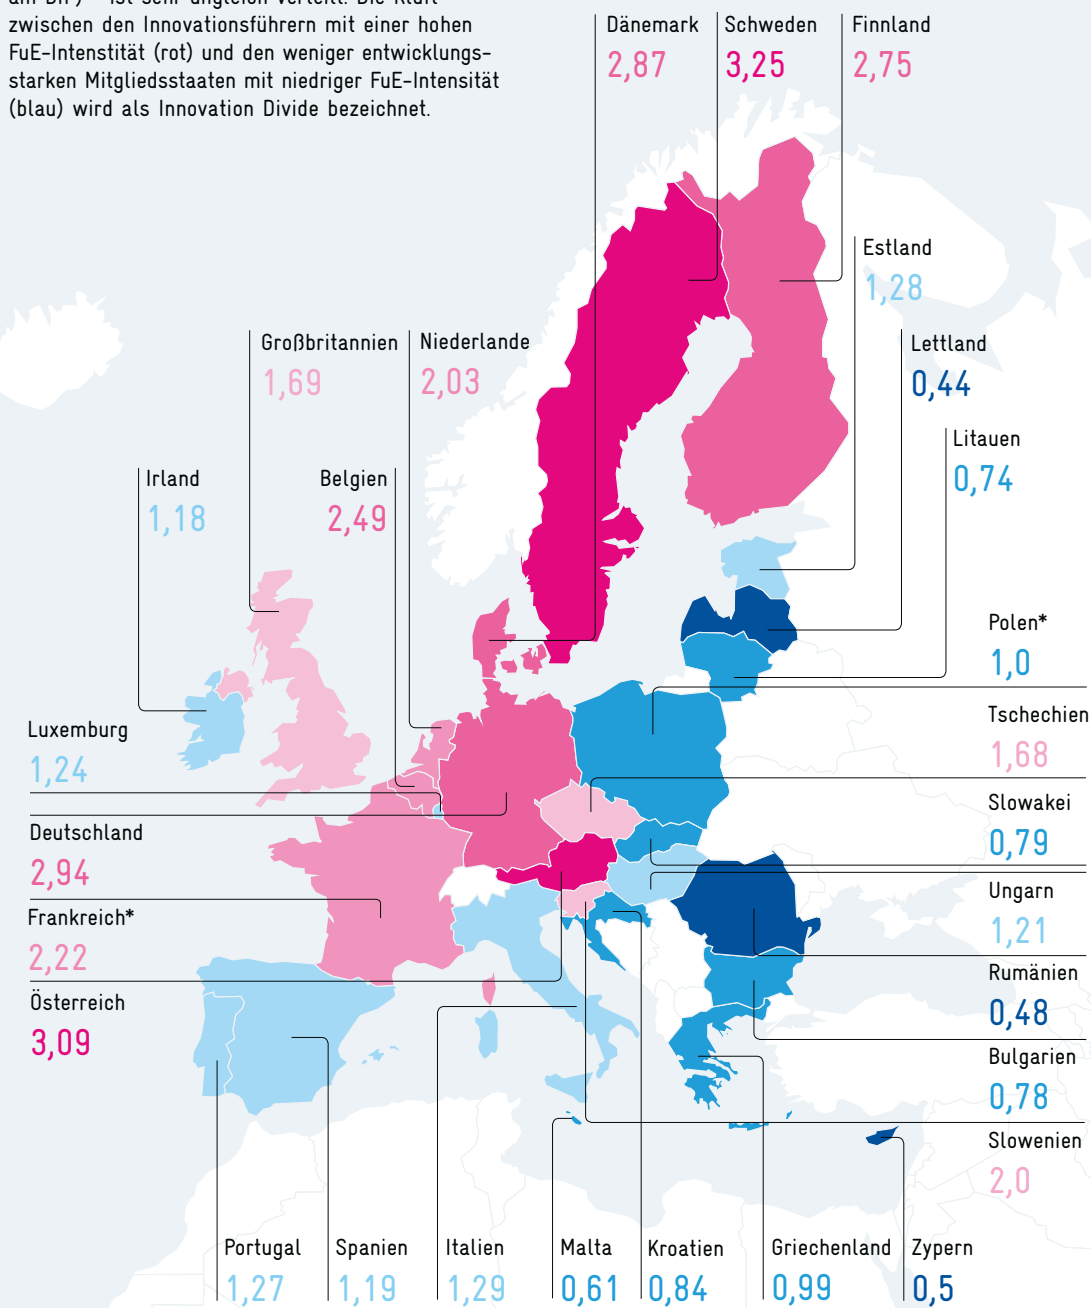 zwischen den Innovationsführern mit einer hohen
FuE-Intenstität (rot) und den weniger entwicklungs-
starken Mitgliedsstaaten mit niedriger FuE-Intensität
(blau) wird als Innovation Divide bezeichnet.
Dänemark
2,87
Schweden
3,25
Finnland
2,75
Estland
1,28
Großbritannien
1,69
Niederlande
2,03
Lettland
0,44
Litauen
0,74
Irland
1,18
Belgien
2,49
Polen*
1,0
Luxemburg
1,24
Tschechien
1,68
Slowakei
0,79
Deutschland
2,94
Ungarn
1,21
Frankreich*
2,22
Rumänien
0,48
Österreich
3,09
Bulgarien
0,78
Slowenien
2,0
Portugal
1,27
Spanien
1,19
Italien
1,29
Malta
0,61
Kroatien
0,84
Griechenland
0,99
Zypern
0,5